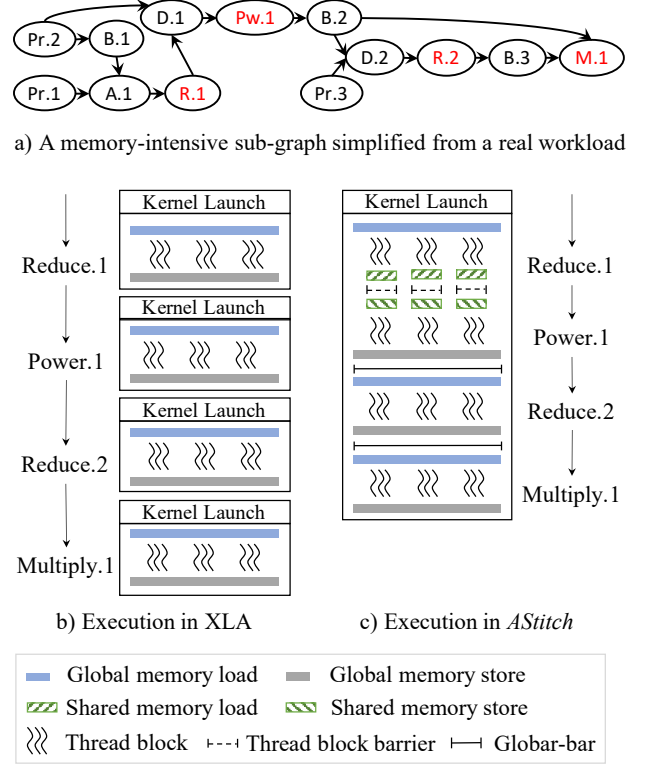 D.1 Pw.1 B.2
Pr.2 B.1
D.2 R.2 B.3 M.1
Pr.1 A.1 R.1 Pr.3
a) A memory-intensive sub-graph simplified from a real workload
Kernel Launch
Reduce.1
Kernel Launch
Power.1
Kernel Launch
Reduce.2
Kernel Launch
Multiply.1
b) Execution in XLA
Kernel Launch
Reduce.1
Power.1
Reduce.2
Multiply.1
c) Execution in AStitch
Global memory load Global memory store
Shared memory load Shared memory store
Thread block Thread block barrier Globar-bar